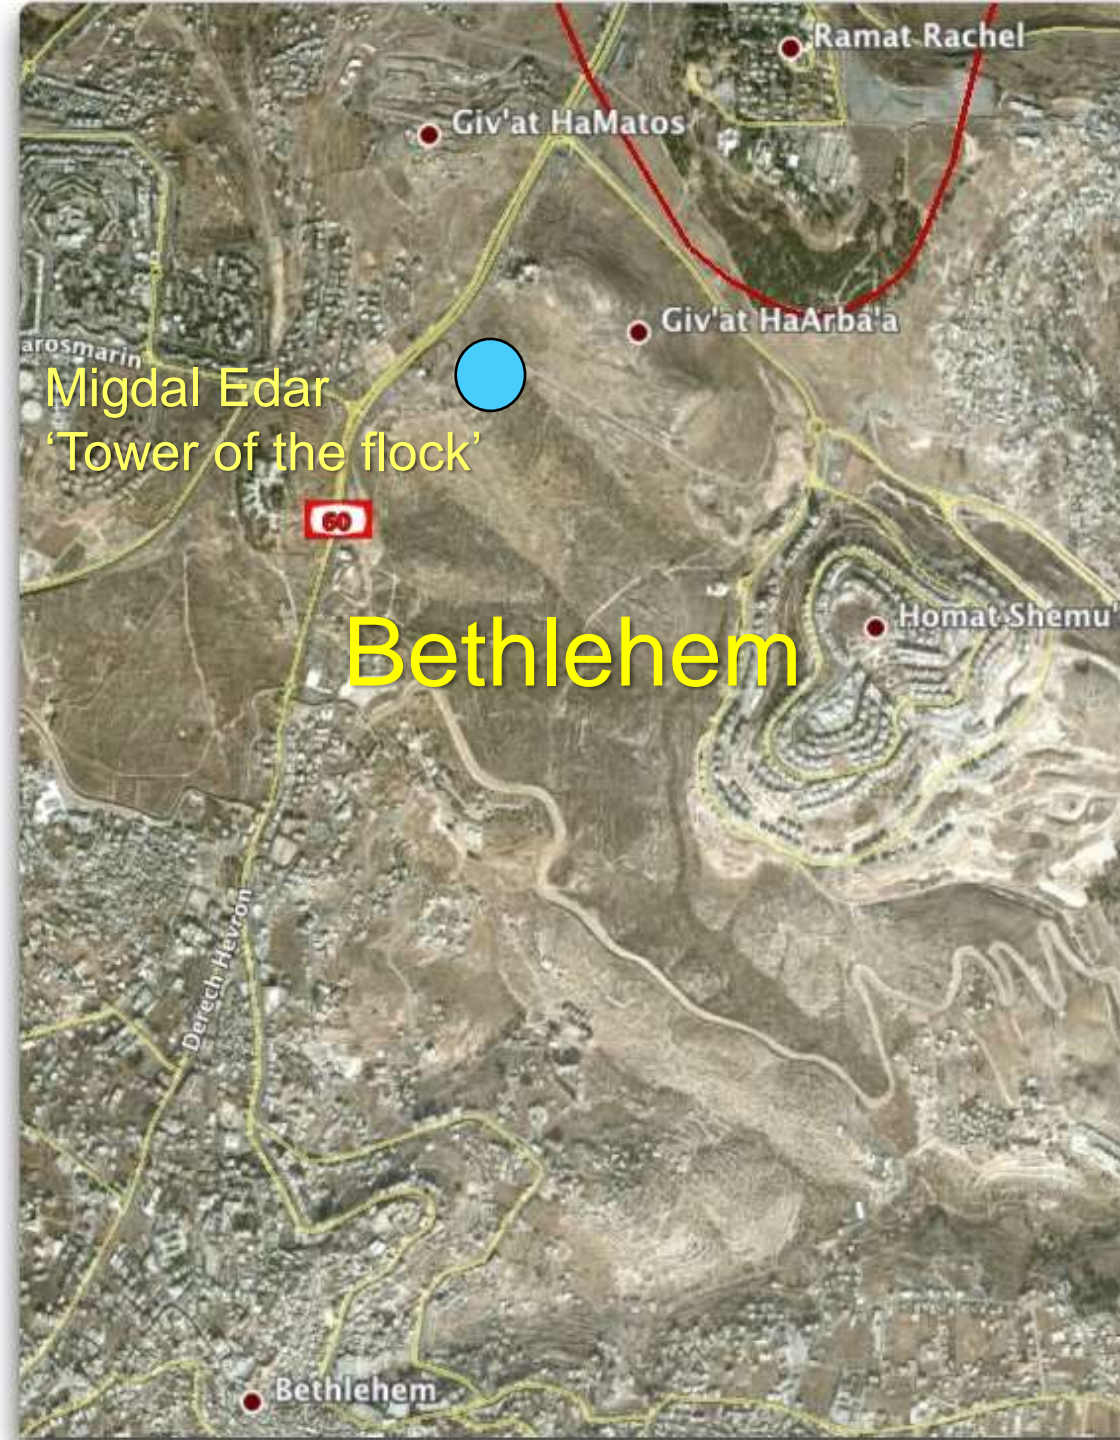 Ramat Rachel
Giv'at HaMatos
Giv'at HaArba'a
arosmarin
Migdal Edar
‘Tower of the flock’
60
Homat Shemu
Bethlehem
Derech Hevron
Bethlehem